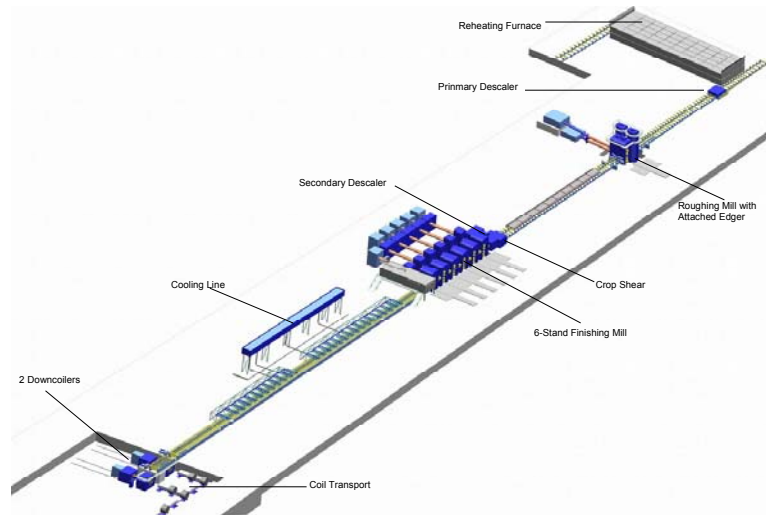 Reheating Furnace
Prinmary Descaler
Secondary Descaler
Roughing Mill with
Attached Edger
Cooling Line
Crop Shear
6-Stand Finishing Mill
2 Downcoilers
Coil Transport